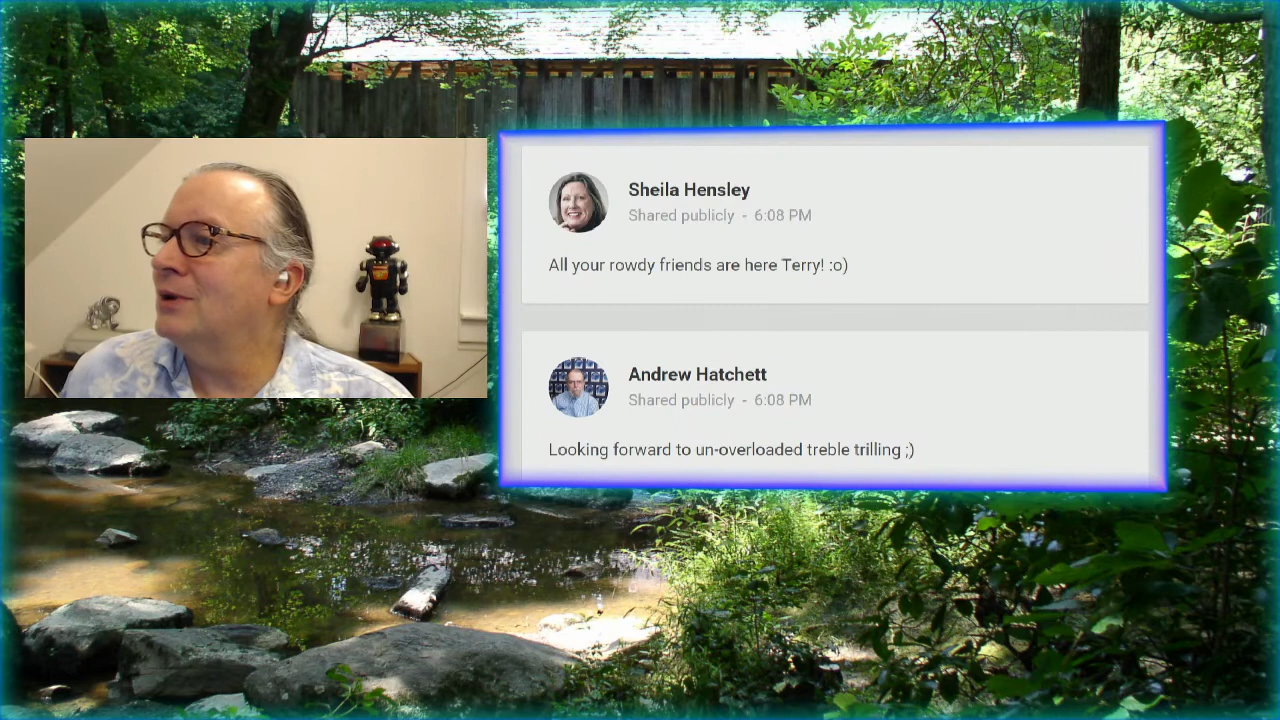 Sheila Hensley
Shared publicly - 6:08 PM
All your rowdy friends are here Terry! :o)
Andrew Hatchett
Shared publicly - 6:08 PM
Looking forward to un-overloaded treble trilling ;)